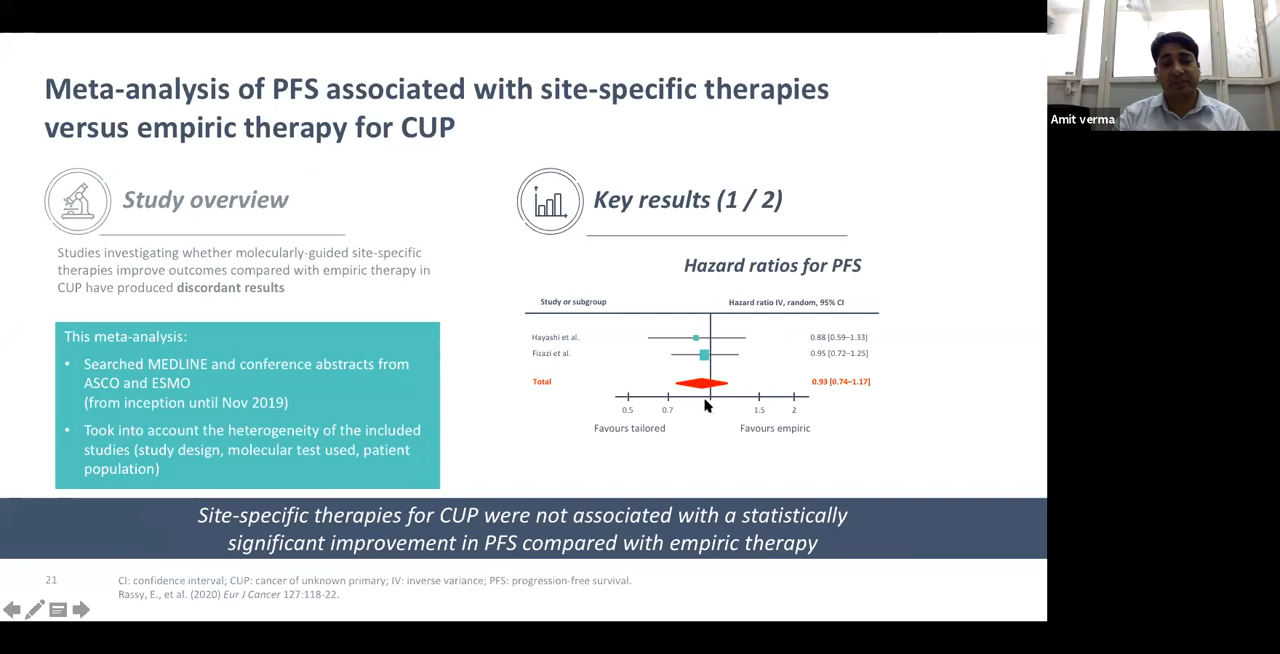 Meta-analysis of PFS associated with site-specific therapies
versus empiric therapy for CUP
Amit verma
Study overview
Studies investigating whether molecularly-guided site-specific
therapies improve outcomes compared with empiric therapy in
CUP have produced discordant results
This meta-analysis:
• Searched MEDLINE and conference abstracts from
ASCO and ESMO
(from inception until Nov 2019)
• Took into account the heterogeneity of the included
studies (study design, molecular test used, patient
population)
Key results (1 / 2)
Hazard ratios for PFS
Study or subgroup Hazard ratio IV, random, 95% CI
Hayashi et al. 0.88 [0.59–1.33]
Fizazi et al. 0.95 [0.72–1.25]
Total 0.93 [0.74–1.17]
0.5 0.7 1.5 2
Favours tailored Favours empiric
Site-specific therapies for CUP were not associated with a statistically
significant improvement in PFS compared with empiric therapy
21
CI: confidence interval; CUP: cancer of unknown primary; IV: inverse variance; PFS: progression-free survival.
Rassy, E., et al. (2020) Eur J Cancer 127:118-22.